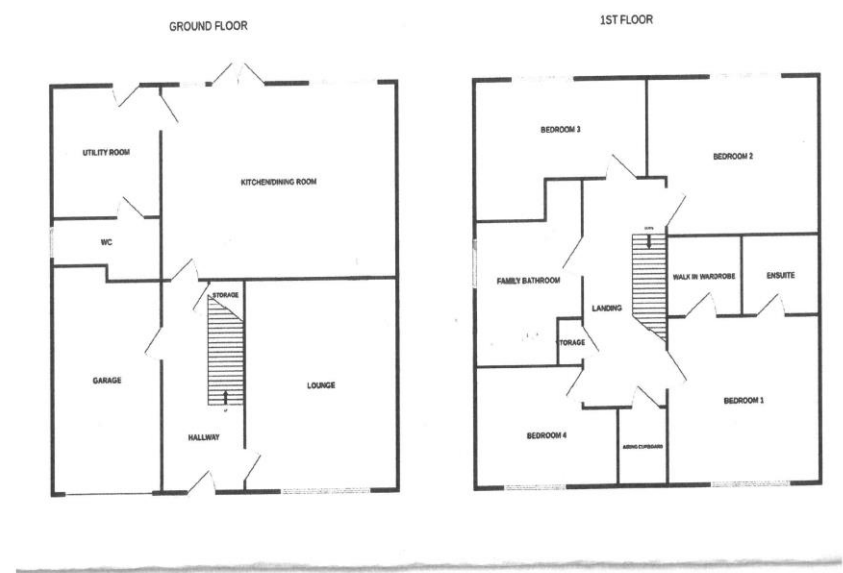 GROUND FLOOR
UTILITY ROOM
KITCHEN/DINING ROOM
WC
STORAGE
GARAGE
LOUNGE
HALLWAY
1ST FLOOR
BEDROOM 3
BEDROOM 2
FAMILY BATHROOM
WALK IN WARDROBE
ENSUITE
LANDING
TORAGE
BEDROOM 1
BEDROOM 4
AIRING CUPBOARD